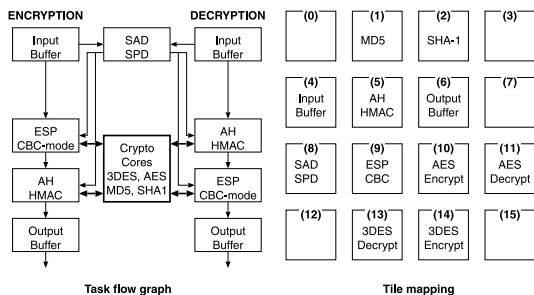 ENCRYPTION
DECRYPTION
Input
Buffer
SAD
SPD
Input
Buffer
ESP
CBC-mode
Crypto
Cores
3DES, AES
MD5, SHA1
AH
HMAC
AH
HMAC
ESP
CBC-mode
Output
Buffer
Output
Buffer
Task flow graph
(0)
(1)
MD5
(2)
SHA-1
(3)
(4)
Input
Buffer
(5)
AH
HMAC
(6)
Output
Buffer
(7)
(8)
SAD
SPD
(9)
ESP
CBC
(10)
AES
Encrypt
(11)
AES
Decrypt
(12)
(13)
3DES
Decrypt
(14)
3DES
Encrypt
(15)
Tile mapping